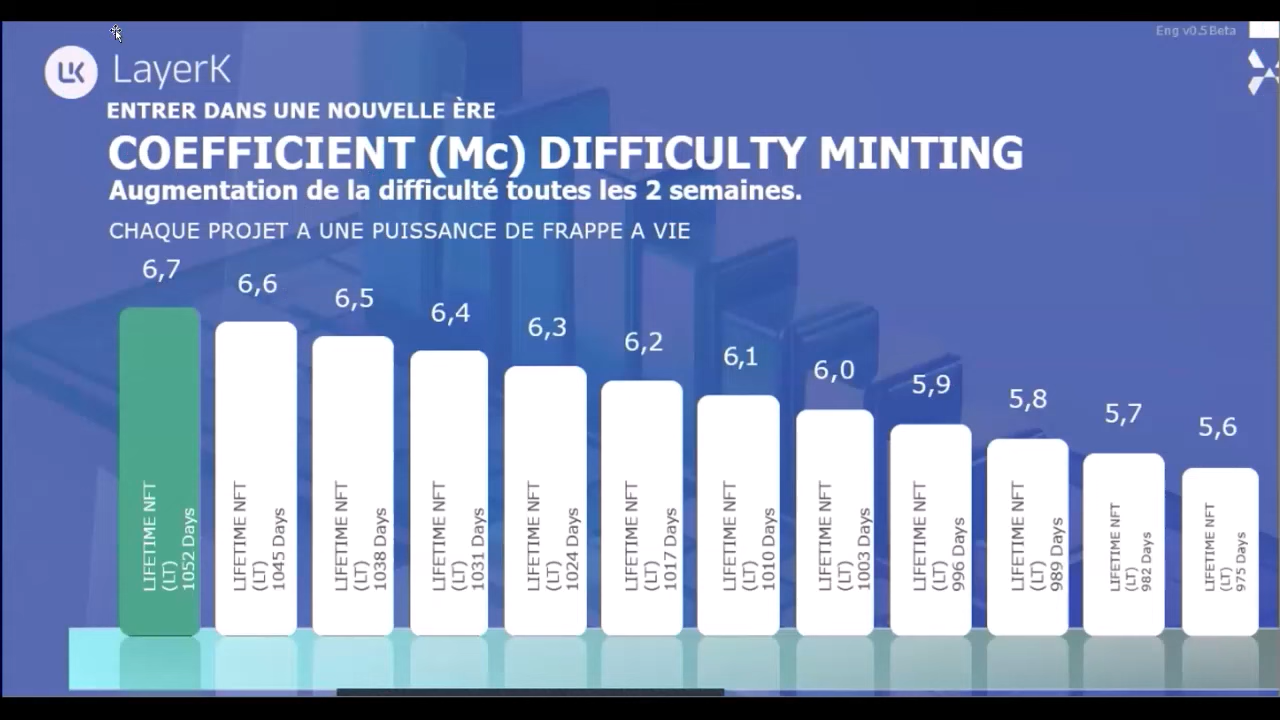 Eng v0.5 Beta
LK LayerK
ENTRER DANS UNE NOUVELLE ÈRE
COEFFICIENT (Mc) DIFFICULTY MINTING
Augmentation de la difficulté toutes les 2 semaines.
CHAQUE PROJET A UNE PUISSANCE DE FRAPPE A VIE
6,7
6,6
6,5
6,4
6,3
6,2
6,1
6,0
5,9
5,8
5,7
5,6
LIFETIME NFT
(LT)
1052 Days
LIFETIME NFT
(LT)
1045 Days
LIFETIME NFT
(LT)
1038 Days
LIFETIME NFT
(LT)
1031 Days
LIFETIME NFT
(LT)
1024 Days
LIFETIME NFT
(LT)
1017 Days
LIFETIME NFT
(LT)
1010 Days
LIFETIME NFT
(LT)
1003 Days
LIFETIME NFT
(LT)
996 Days
LIFETIME NFT
(LT)
989 Days
LIFETIME NFT
(LT)
982 Days
LIFETIME NFT
(LT)
975 Days